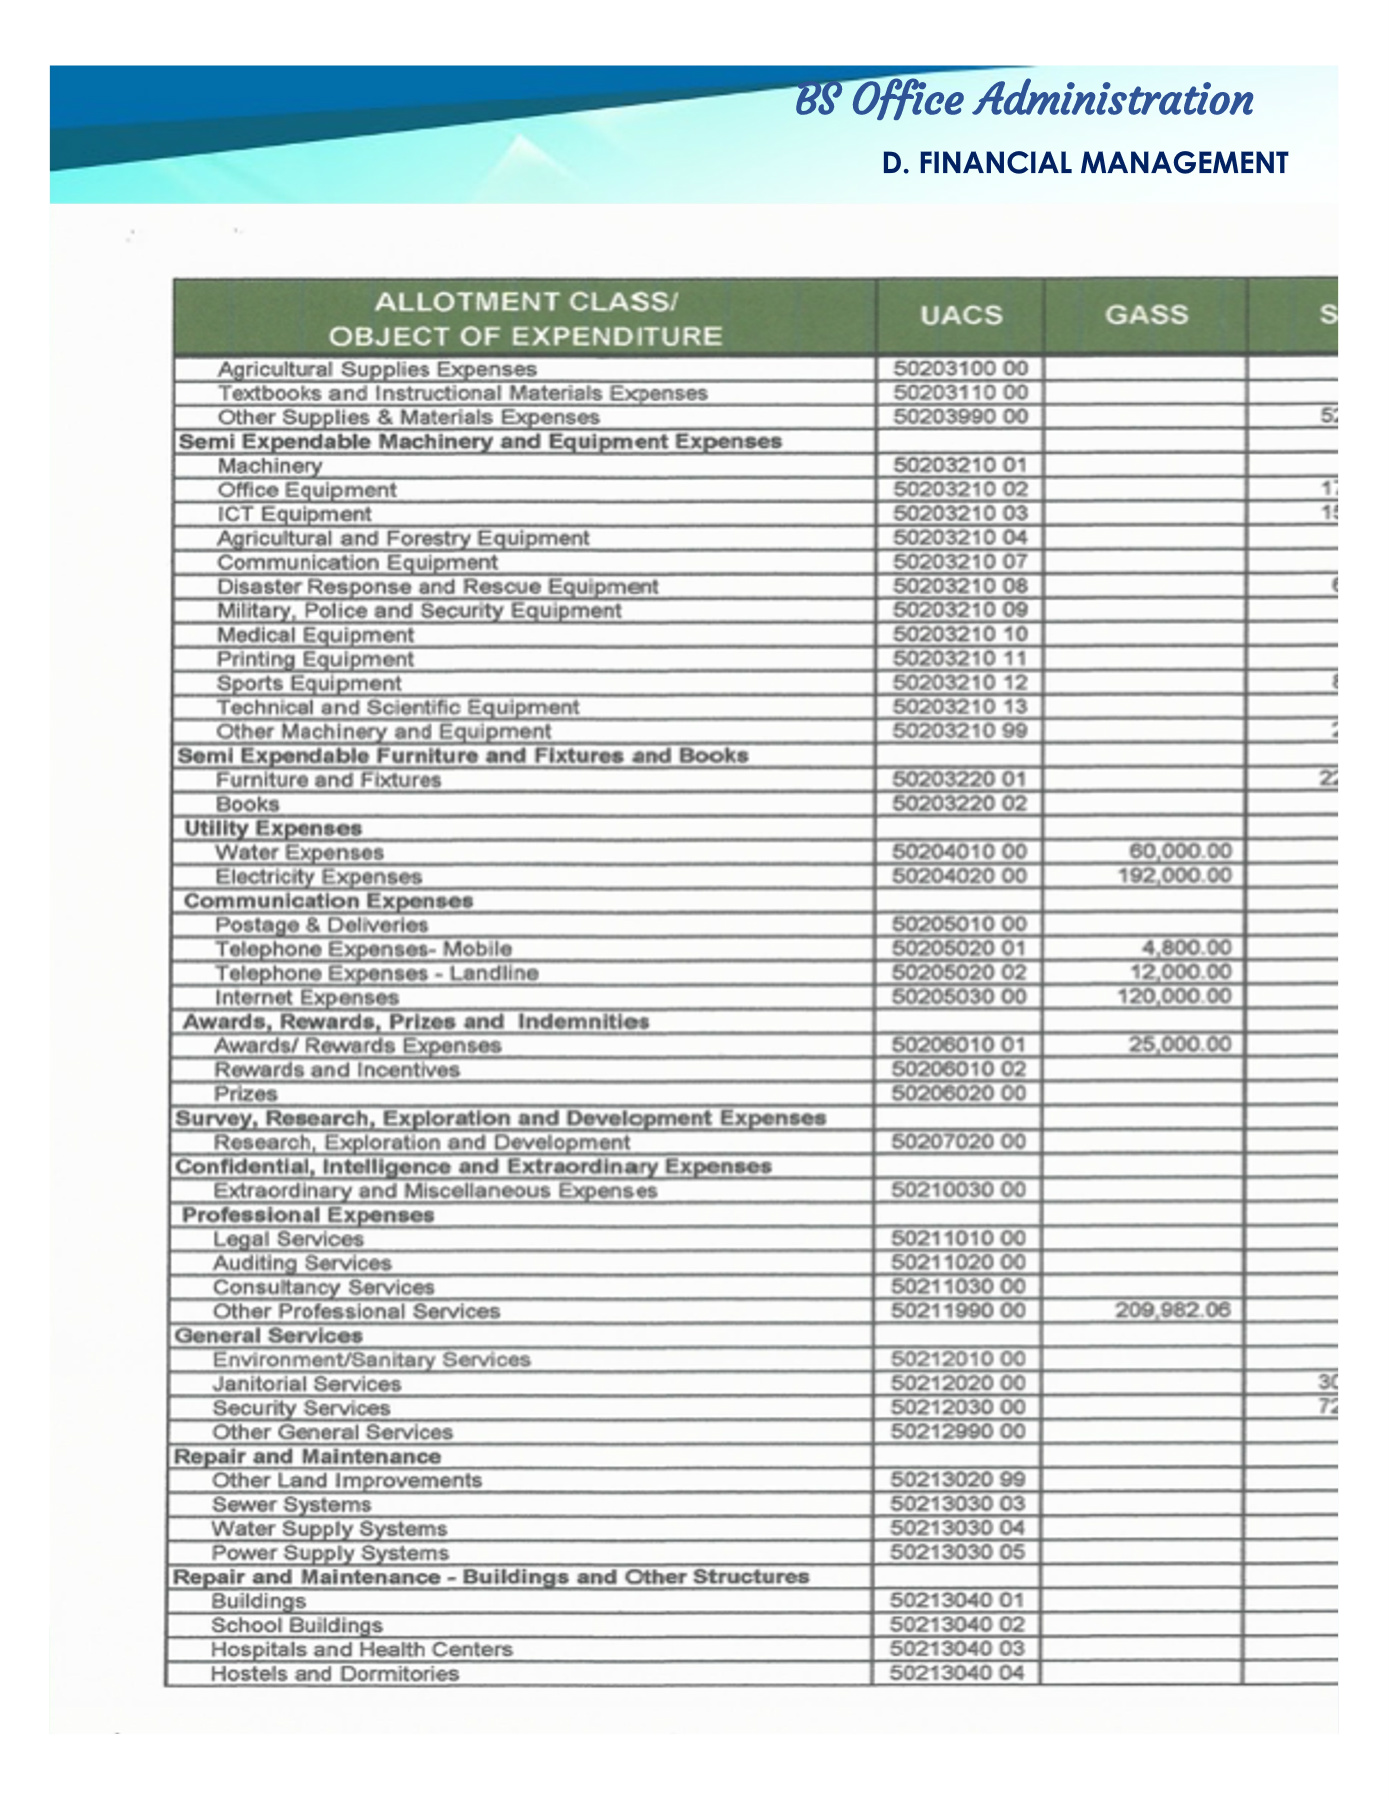 BS Office Administration
D. FINANCIAL MANAGEMENT
ALLOTMENT CLASS/
OBJECT OF EXPENDITURE UACS GASS S
Agricultural Supplies Expenses 50203100 00
Textbooks and Instructional Materials Expenses 50203110 00
Other Supplies & Materials Expenses 50203990 00 52
Semi Expendable Machinery and Equipment Expenses
Machinery 50203210 01
Office Equipment 50203210 02 17
ICT Equipment 50203210 03 15
Agricultural and Forestry Equipment 50203210 04
Communication Equipment 50203210 07
Disaster Response and Rescue Equipment 50203210 08
Military, Police and Security Equipment 50203210 09
Medical Equipment 50203210 10
Printing Equipment 50203210 11
Sports Equipment 50203210 12
Technical and Scientific Equipment 50203210 13
Other Machinery and Equipment 50203210 99
Semi Expendable Furniture and Fixtures and Books
Furniture and Fixtures 50203220 01 22
Books 50203220 02
Utility Expenses
Water Expenses 50204010 00 60,000.00
Electricity Expenses 50204020 00 192,000.00
Communication Expenses
Postage & Deliveries 50205010 00
Telephone Expenses- Mobile 50205020 01 4,800.00
Telephone Expenses - Landline 50205020 02 12,000.00
Internet Expenses 50205030 00 120,000.00
Awards, Rewards, Prizes and Indemnities
Awards/ Rewards Expenses 50206010 01 25,000.00
Rewards and Incentives 50206010 02
Prizes 50206020 00
Survey, Research, Exploration and Development Expenses
Research, Exploration and Development 50207020 00
Confidential, Intelligence and Extraordinary Expenses
Extraordinary and Miscellaneous Expenses 50210030 00
Professional Expenses
Legal Services 50211010 00
Auditing Services 50211020 00
Consultancy Services 50211030 00
Other Professional Services 50211990 00 209,982.06
General Services
Environment/Sanitary Services 50212010 00
Janitorial Services 50212020 00 30
Security Services 50212030 00 72
Other General Services 50212990 00
Repair and Maintenance
Other Land Improvements 50213020 99
Sewer Systems 50213030 03
Water Supply Systems 50213030 04
Power Supply Systems 50213030 05
Repair and Maintenance - Buildings and Other Structures
Buildings 50213040 01
School Buildings 50213040 02
Hospitals and Health Centers 50213040 03
Hostels and Dormitories 50213040 04